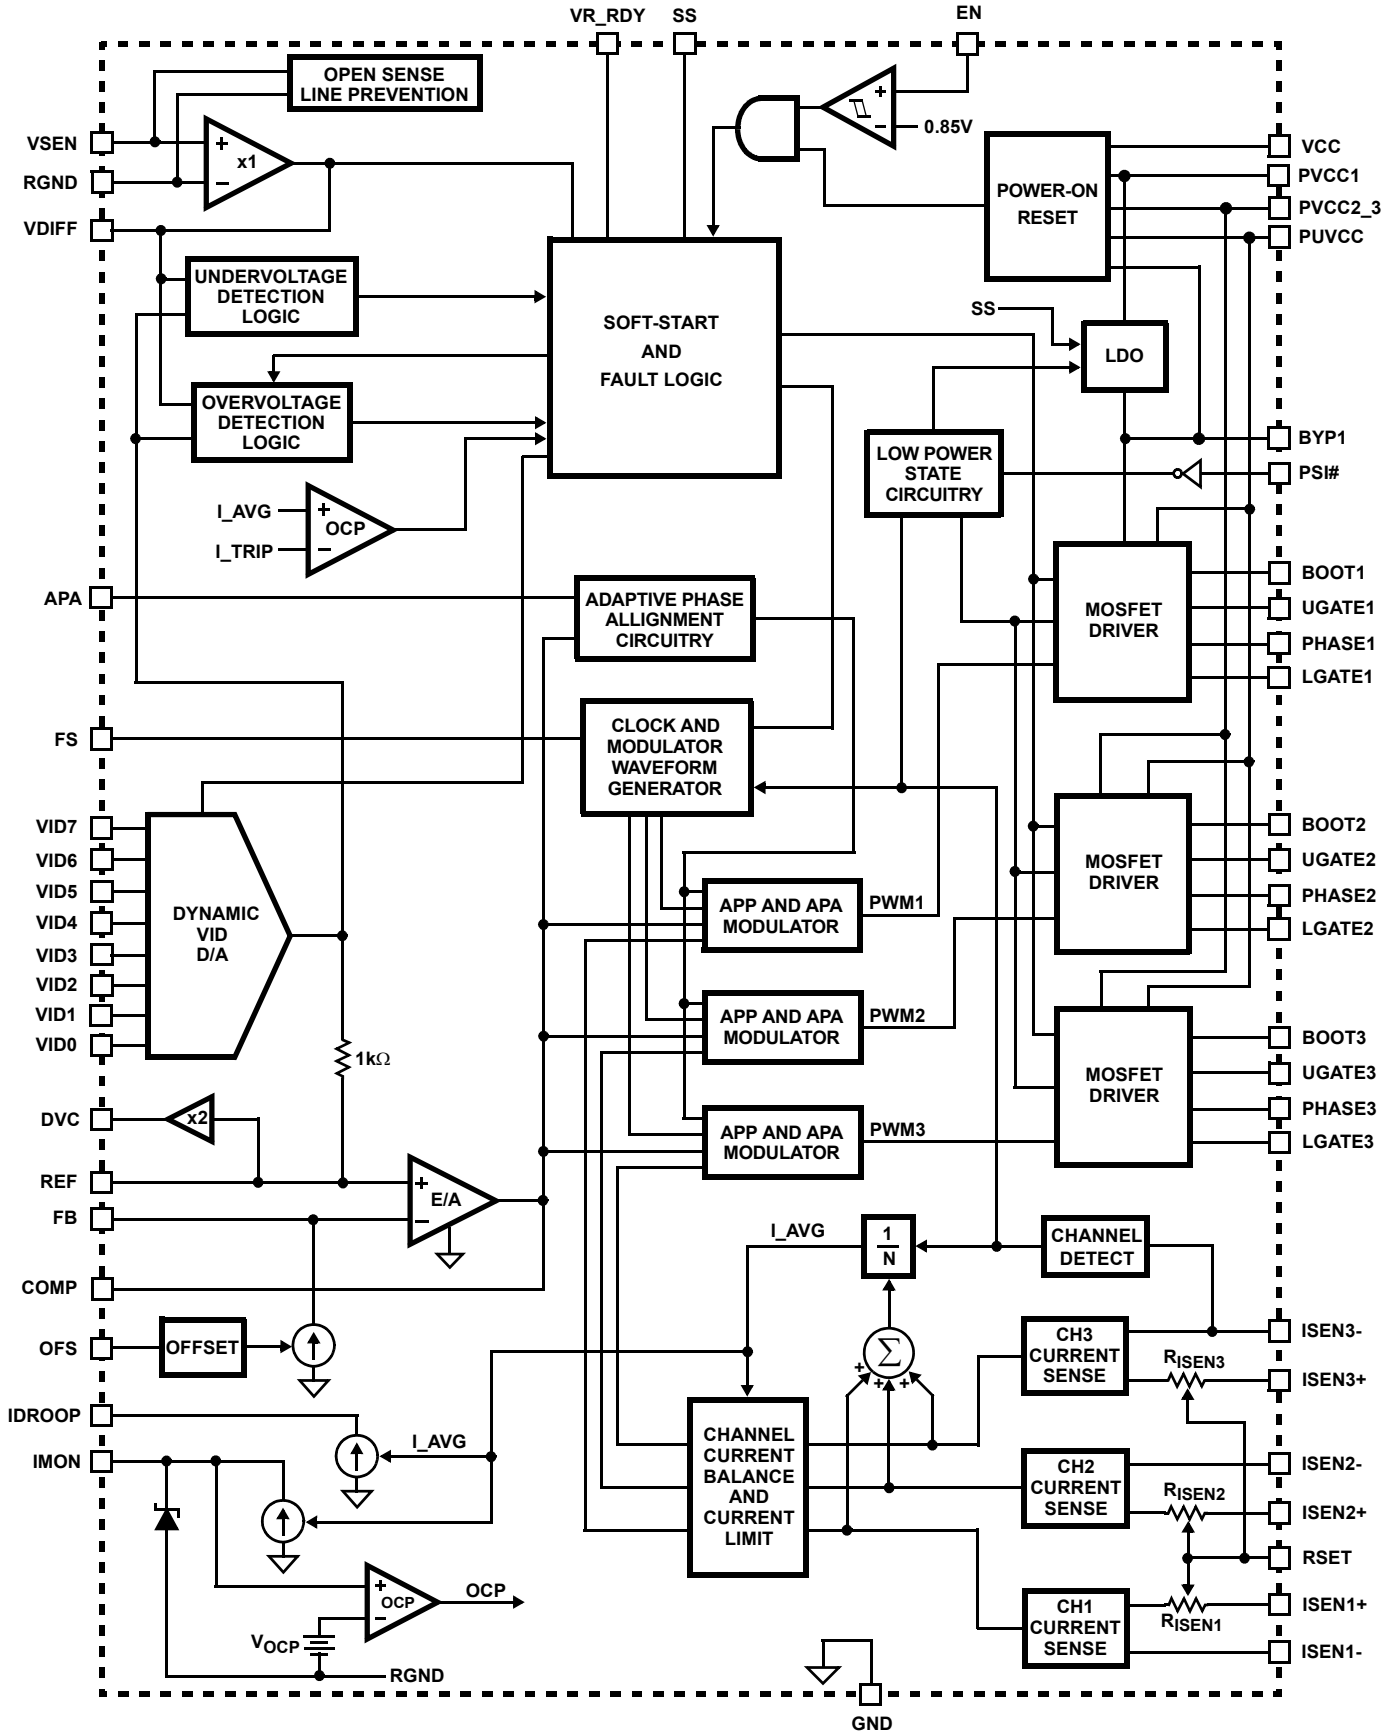 VR_RDY
SS
EN
OPEN SENSE
LINE PREVENTION
+
−
0.85V
VSEN
+
x1
−
RGND
VDIFF
POWER-ON
RESET
VCC
PVCC1
PVCC2_3
PUVCC
UNDERVOLTAGE
DETECTION
LOGIC
SOFT-START
AND
FAULT LOGIC
SS
LDO
OVERVOLTAGE
DETECTION
LOGIC
LOW POWER
STATE
CIRCUITRY
BYP1
PSI#
I_AVG
+
OCP
I_TRIP
−
APA
ADAPTIVE PHASE
ALLIGNMENT
CIRCUITRY
MOSFET
DRIVER
BOOT1
UGATE1
PHASE1
LGATE1
FS
CLOCK AND
MODULATOR
WAVEFORM
GENERATOR
VID7
VID6
VID5
VID4
VID3
VID2
VID1
VID0
DYNAMIC
VID
D/A
MOSFET
DRIVER
BOOT2
UGATE2
PHASE2
LGATE2
APP AND APA
MODULATOR
PWM1
APP AND APA
MODULATOR
PWM2
1kΩ
MOSFET
DRIVER
BOOT3
UGATE3
PHASE3
LGATE3
DVC
x2
APP AND APA
MODULATOR
PWM3
REF
+
E/A
−
FB
COMP
I_AVG
1
N
CHANNEL
DETECT
OFS
OFFSET
Σ
+
+
+
CH3
CURRENT
SENSE
ISEN3-
RISEN3
ISEN3+
IDROOP
I_AVG
IMON
CHANNEL
CURRENT
BALANCE
AND
CURRENT
LIMIT
CH2
CURRENT
SENSE
ISEN2-
RISEN2
ISEN2+
RSET
+
OCP
−
OCP
VOCP
RGND
CH1
CURRENT
SENSE
ISEN1+
RISEN1
ISEN1-
GND